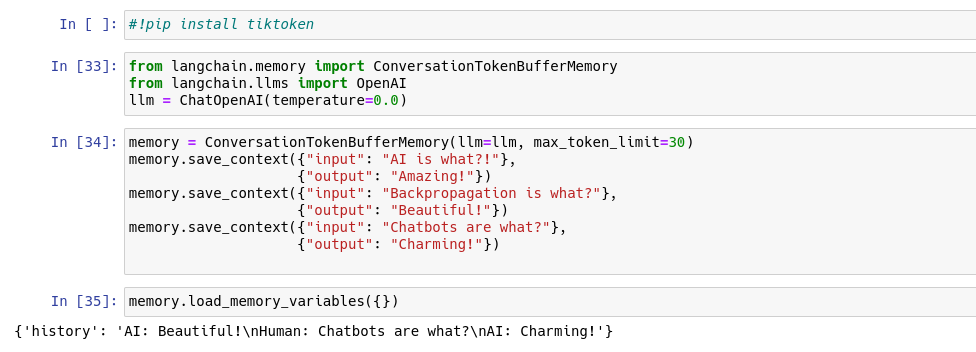 In [ ]: #!pip install tiktoken
In [33]: from langchain.memory import ConversationTokenBufferMemory
from langchain.llms import OpenAI
llm = ChatOpenAI(temperature=0.0)
In [34]: memory = ConversationTokenBufferMemory(llm=llm, max_token_limit=30)
memory.save_context({"input": "AI is what?!"},
                    {"output": "Amazing!"})
memory.save_context({"input": "Backpropagation is what?"},
                    {"output": "Beautiful!"})
memory.save_context({"input": "Chatbots are what?"},
                    {"output": "Charming!"})
In [35]: memory.load_memory_variables({})
{'history': 'AI: Beautiful!\nHuman: Chatbots are what?\nAI: Charming!'}